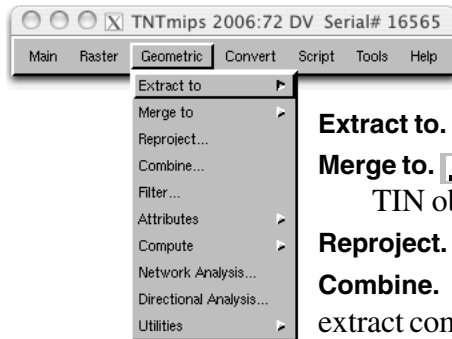 X TNTmips 2006:72 DV Serial# 16565
Main Raster Geometric Convert Script Tools Help
Extract to
Merge to
Reproject...
Combine...
Filter...
Attributes
Compute
Network Analysis...
Directional Analysis...
Utilities
Extract to.
Merge to.
TIN
Reproject.
Combine.
extract